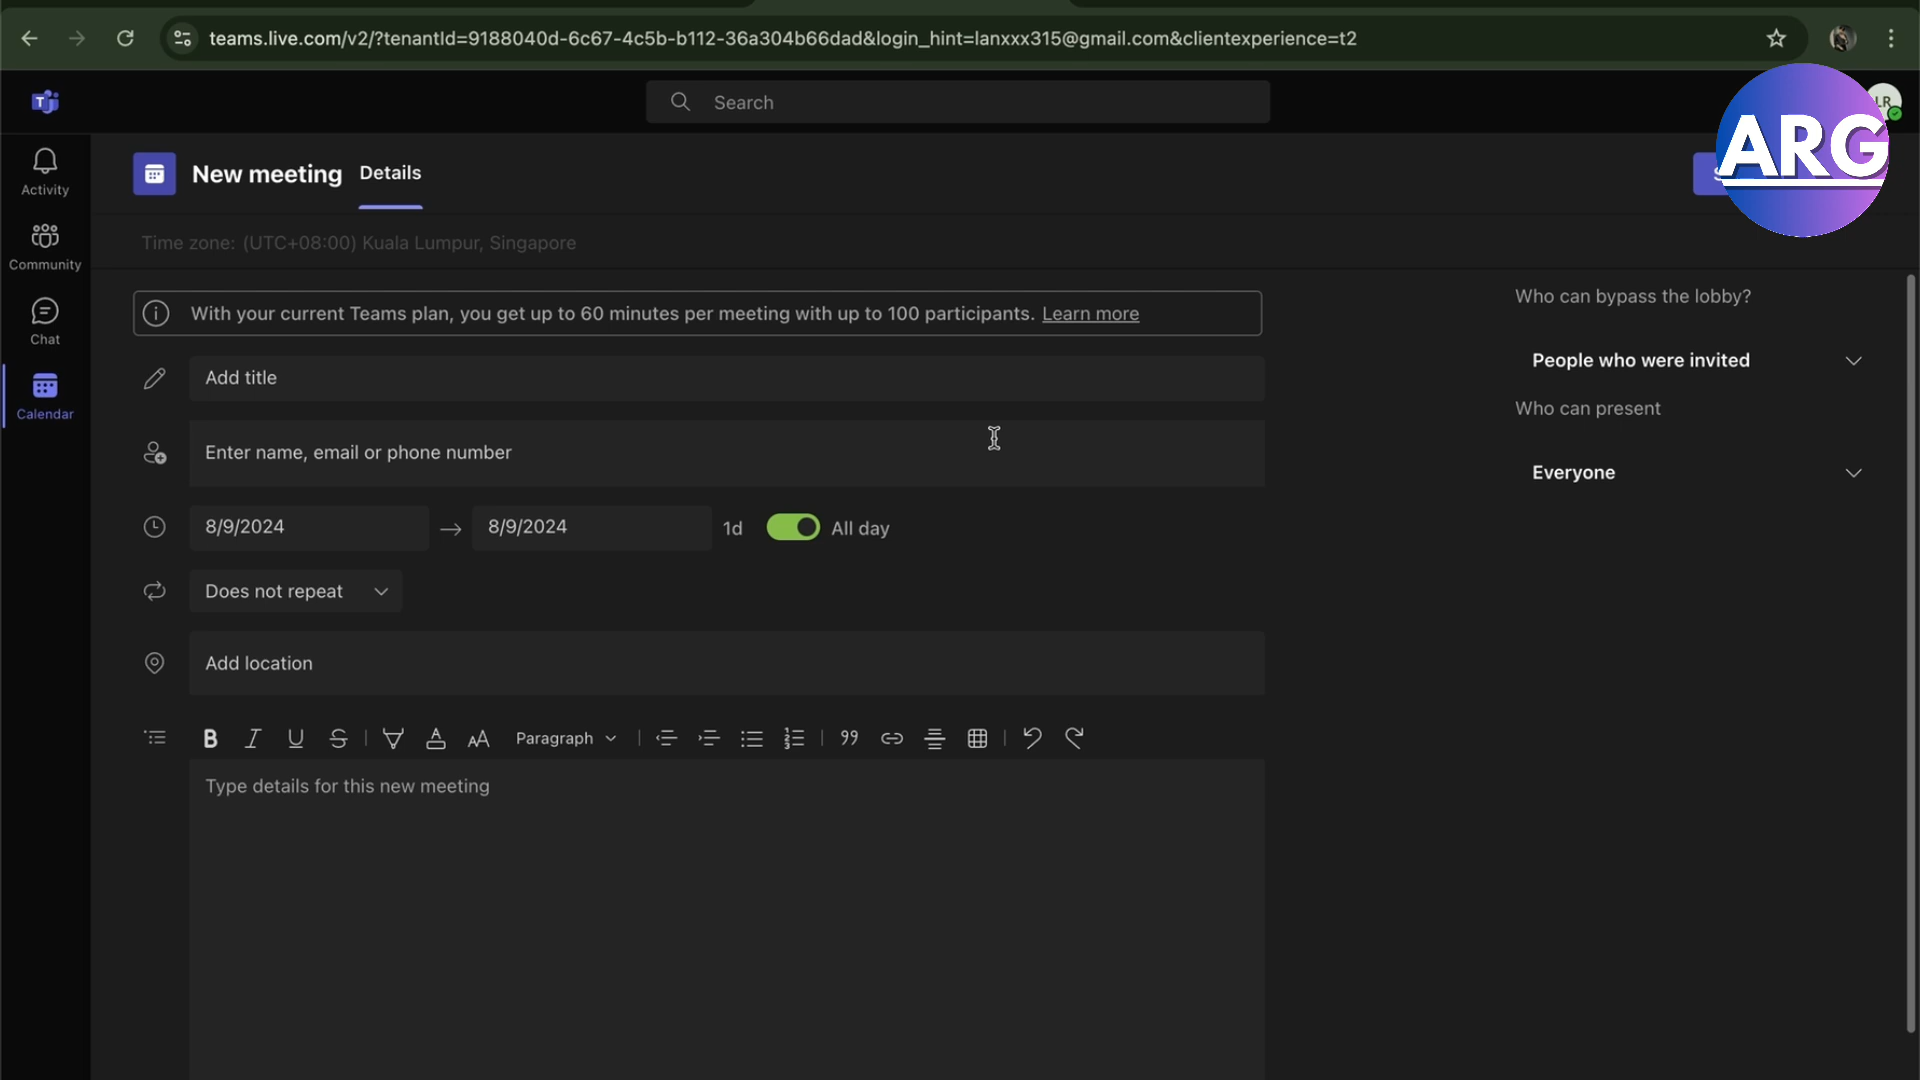 teams.live.com/v2/?tenantId=9188040d-6c67-4c5b-b112-36a304b66dad&login_hint=lanxxx315@gmail.com&clientexperience=t2
Search
LR
ARG
New meeting
Details
Activity
Time zone: (UTC+08:00) Kuala Lumpur, Singapore
Community
With your current Teams plan, you get up to 60 minutes per meeting with up to 100 participants. Learn more
Who can bypass the lobby?
Chat
Add title
People who were invited
Calendar
Who can present
Enter name, email or phone number
Everyone
8/9/2024
8/9/2024
1d
All day
Does not repeat
Add location
Paragraph
Type details for this new meeting